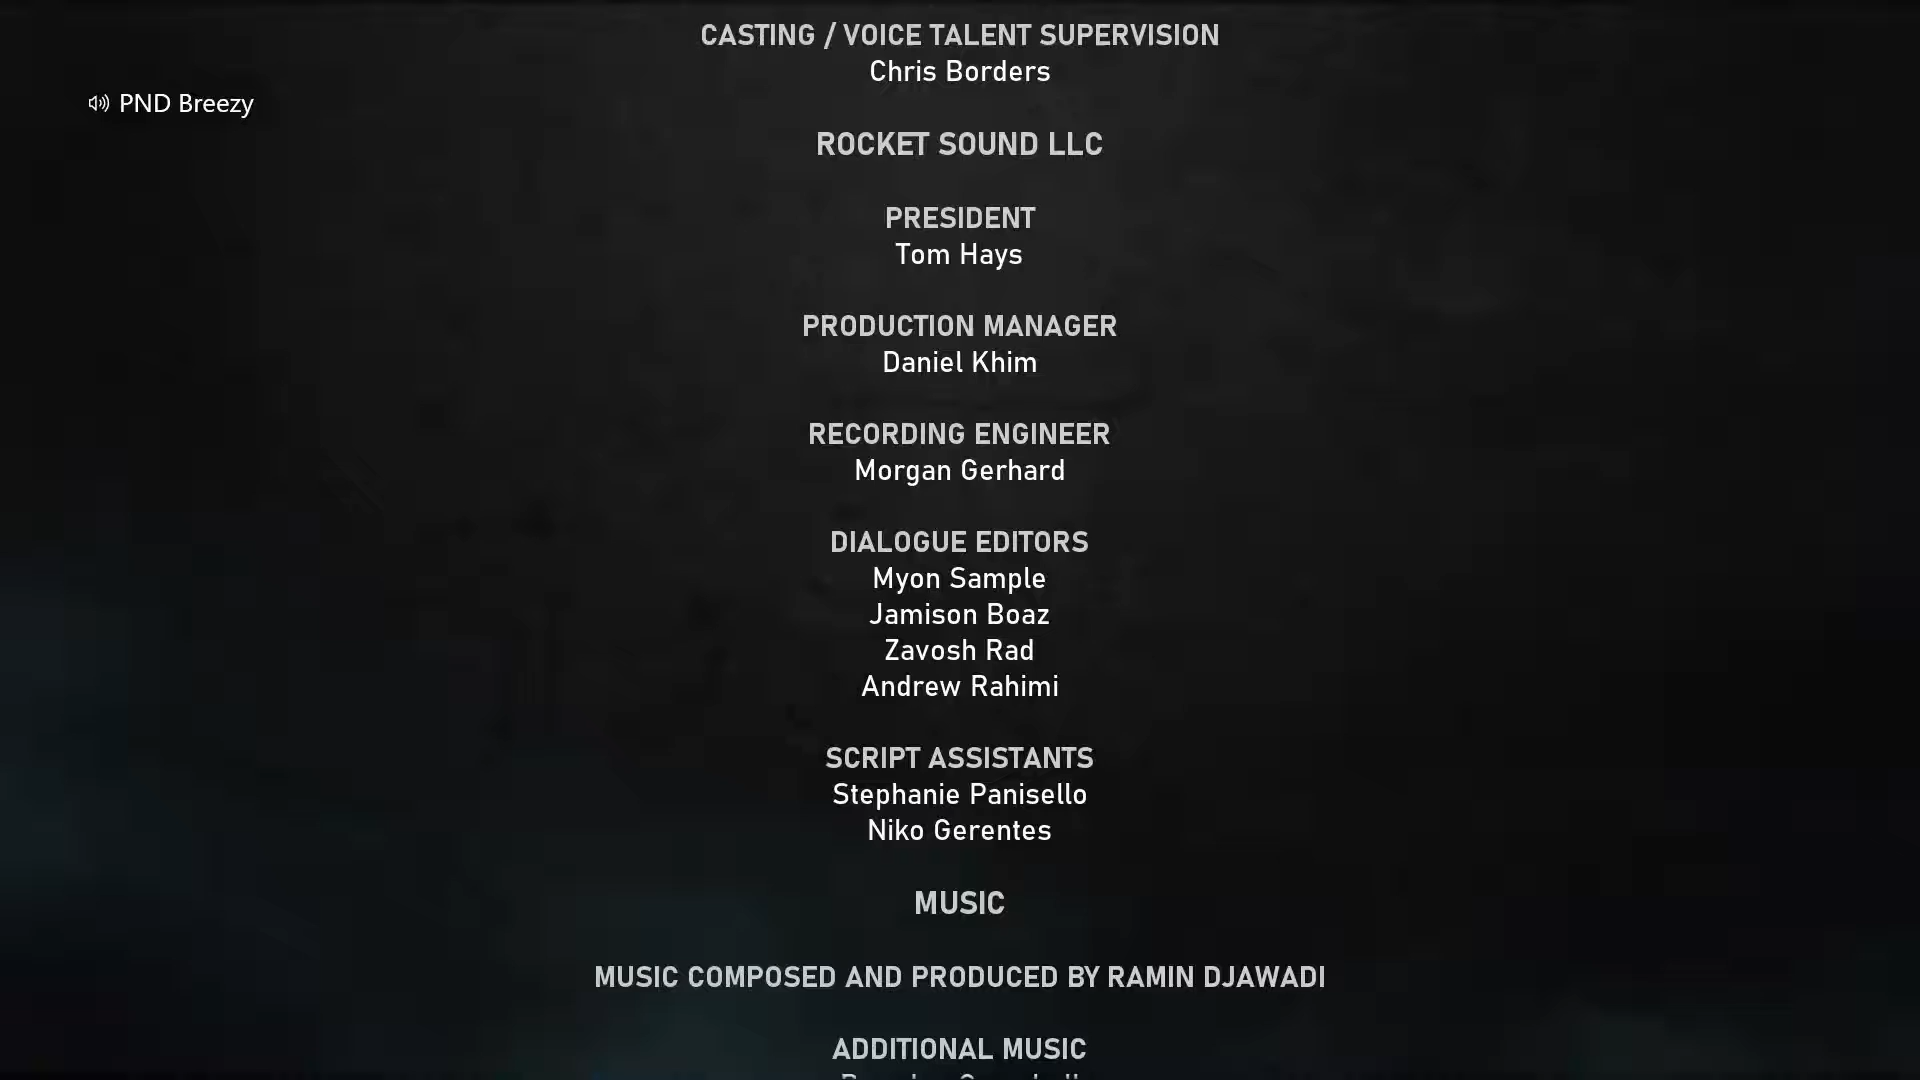 CASTING / VOICE TALENT SUPERVISION
Chris Borders
PND Breezy
ROCKET SOUND LLC
PRESIDENT
Tom Hays
PRODUCTION MANAGER
Daniel Khim
RECORDING ENGINEER
Morgan Gerhard
DIALOGUE EDITORS
Myon Sample
Jamison Boaz
Zavosh Rad
Andrew Rahimi
SCRIPT ASSISTANTS
Stephanie Panisello
Niko Gerentes
MUSIC
MUSIC COMPOSED AND PRODUCED BY RAMIN DJAWADI
ADDITIONAL MUSIC